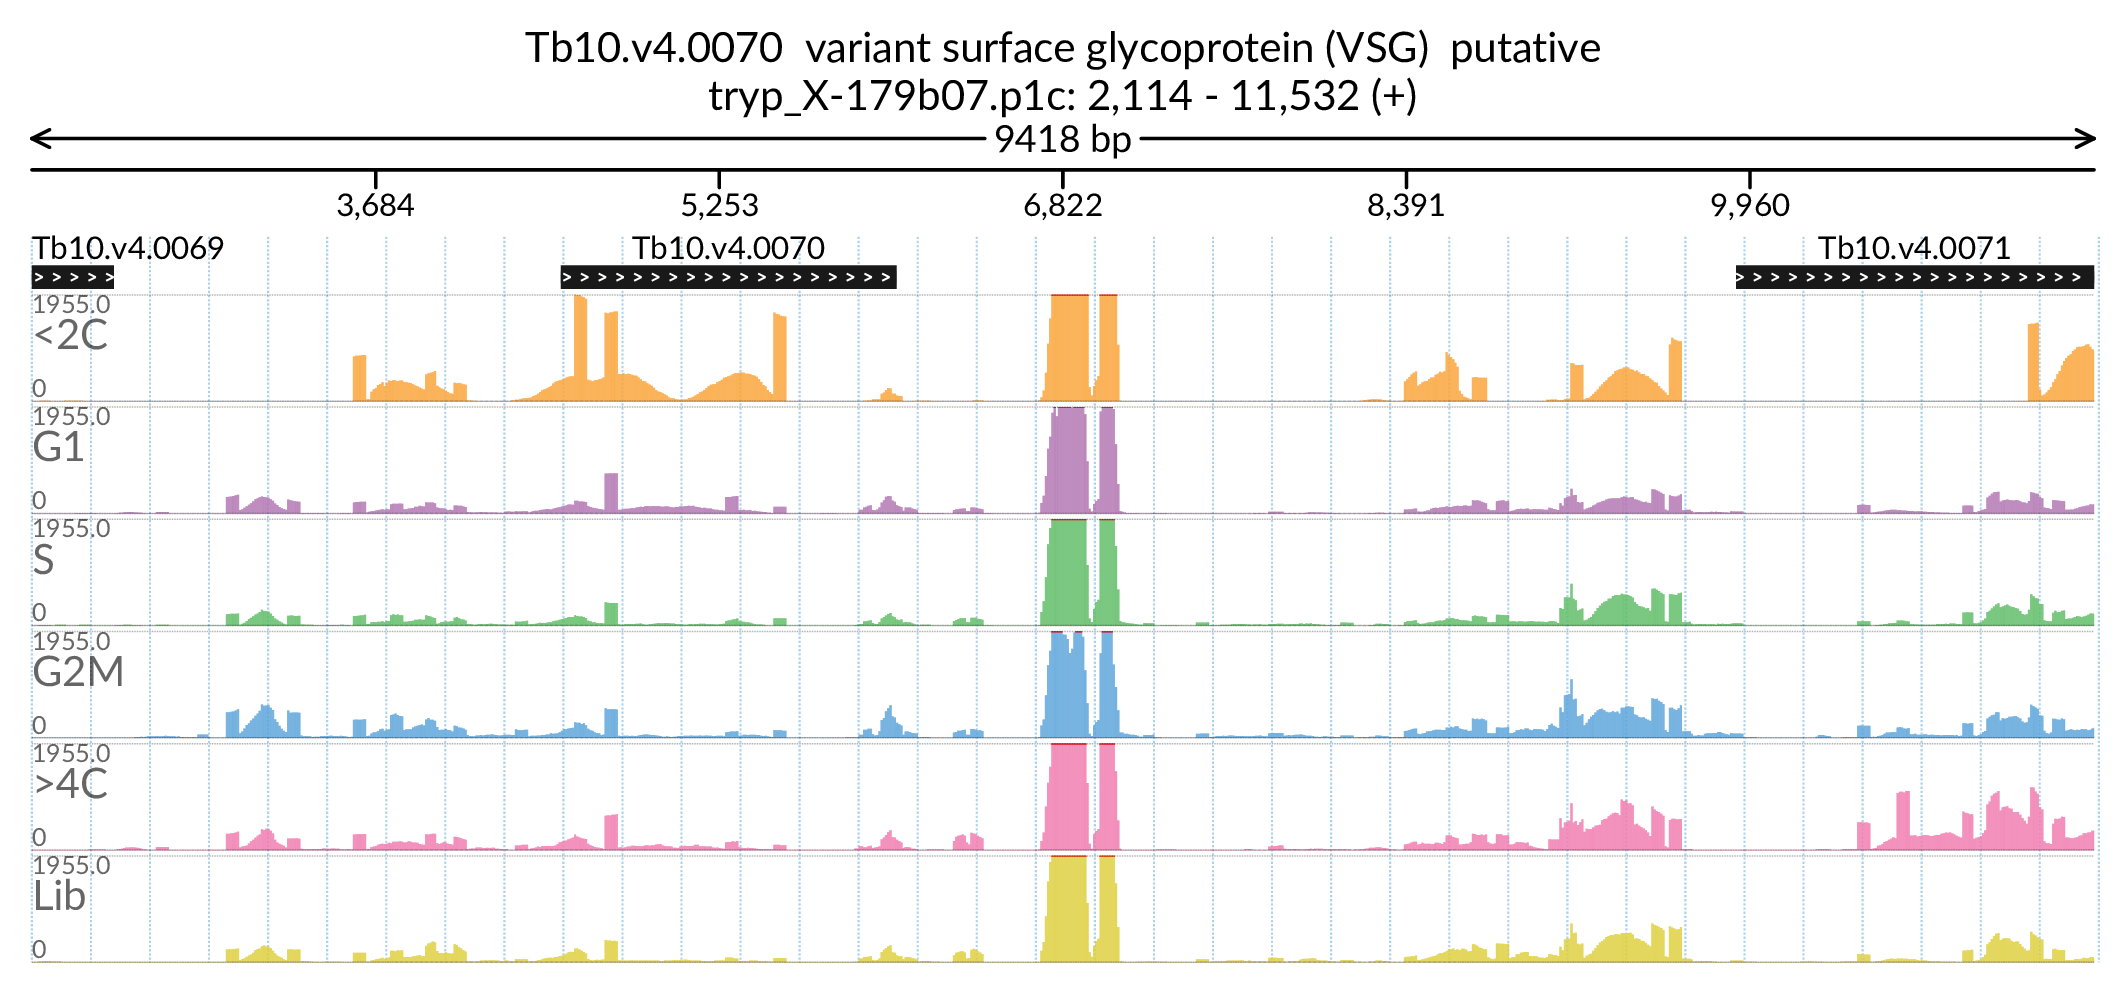 Tb10.v4.0070 variant surface glycoprotein (VSG) putative
tryp_X-179b07.p1c: 2,114 - 11,532 (+)
9418 bp
3,684 5,253 6,822 8,391 9,960
Tb10.v4.0069 Tb10.v4.0070 Tb10.v4.0071
1955.0
<2C
0
1955.0
G1
0
1955.0
S
0
1955.0
G2M
0
1955.0
>4C
0
1955.0
Lib
0